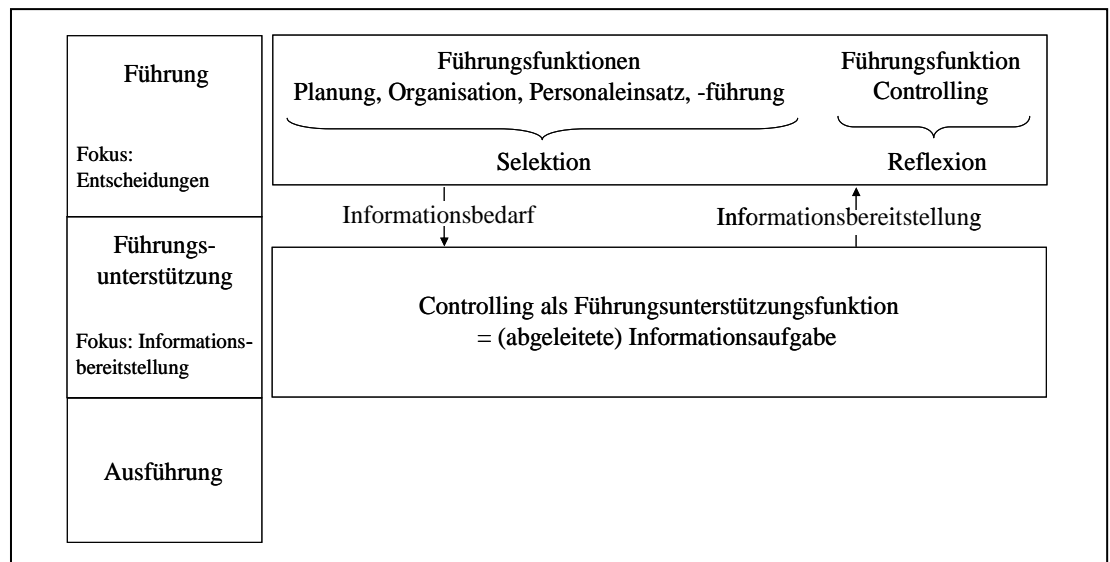 Führung
Fokus:
Entscheidungen
Führungsfunktionen
Planung, Organisation, Personaleinsatz, -führung
Selektion
Führungsfunktion
Controlling
Reflexion
Informationsbedarf
Informationsbereitstellung
Führungs-
unterstützung
Fokus: Informations-
bereitstellung
Controlling als Führungsunterstützungsfunktion
= (abgeleitete) Informationsaufgabe
Ausführung